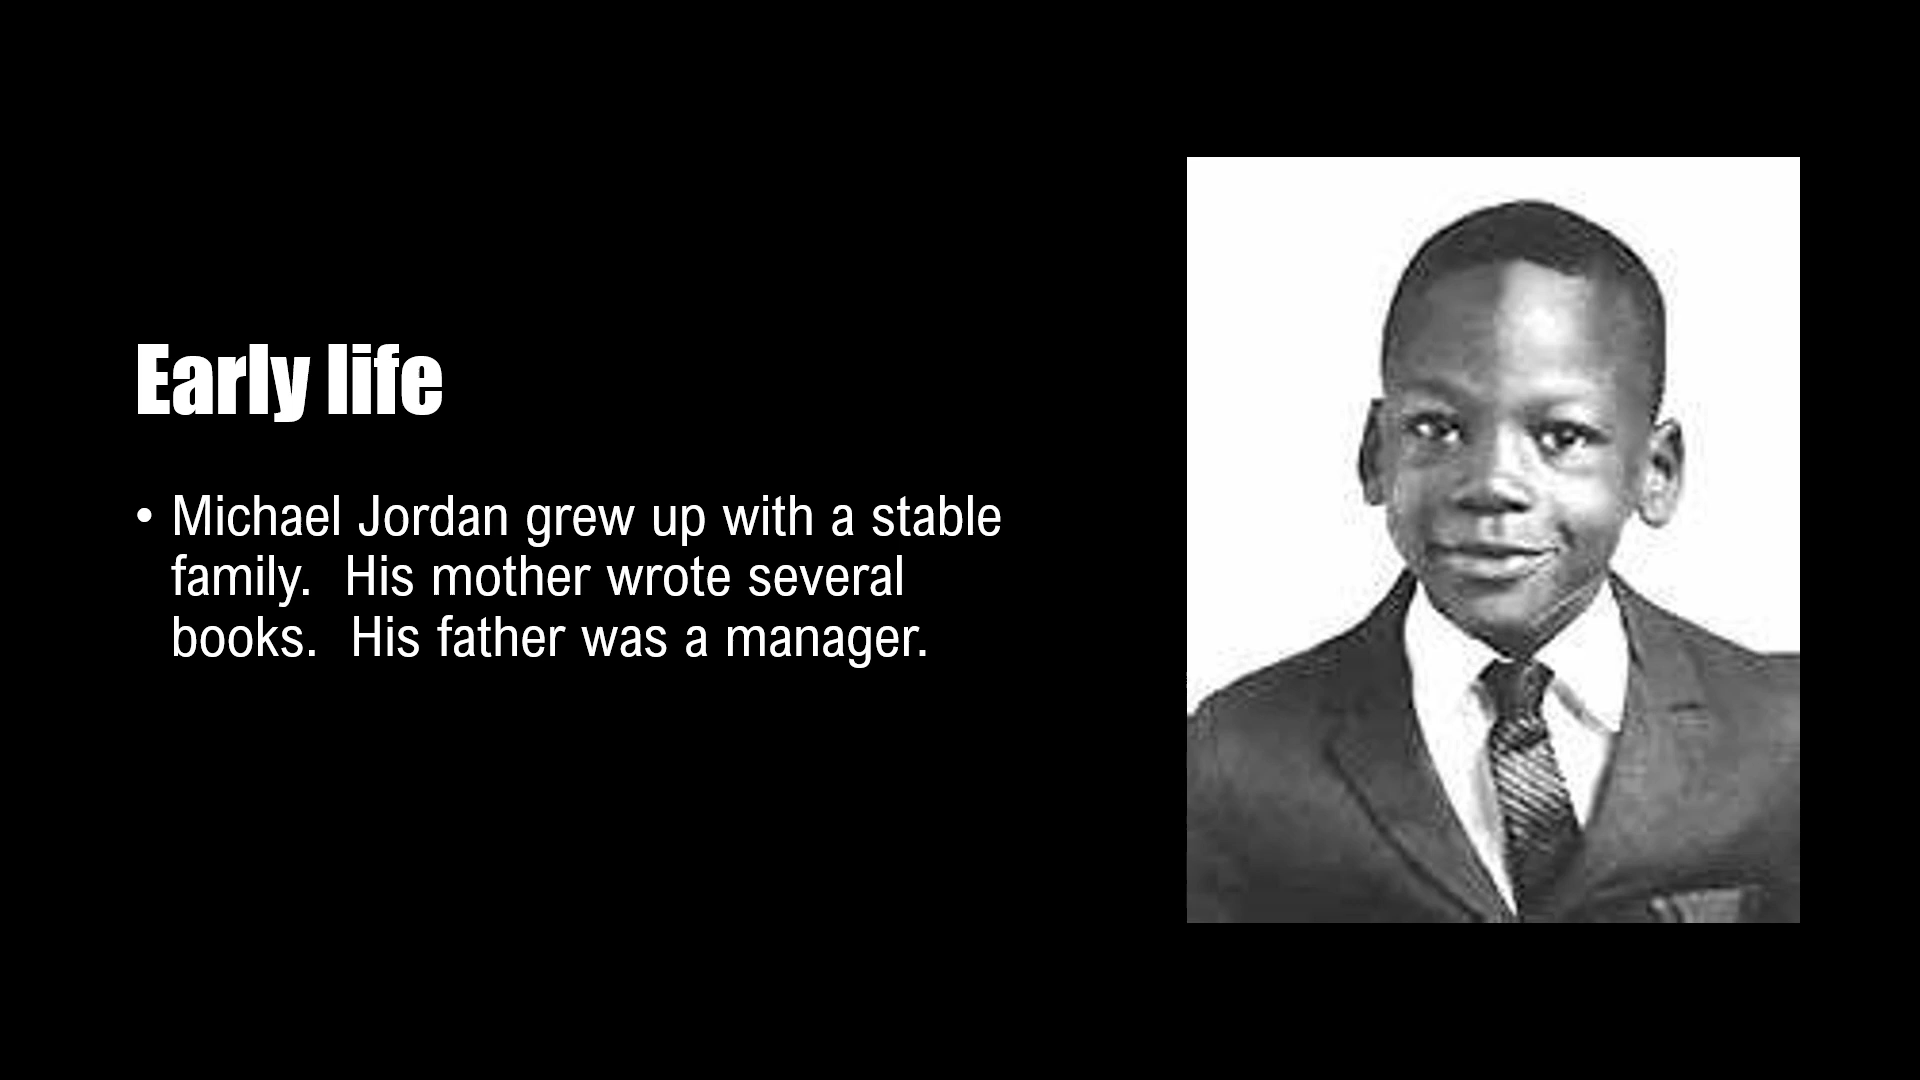 Early life
• Michael Jordan grew up with a stable
family.  His mother wrote several
books.  His father was a manager.